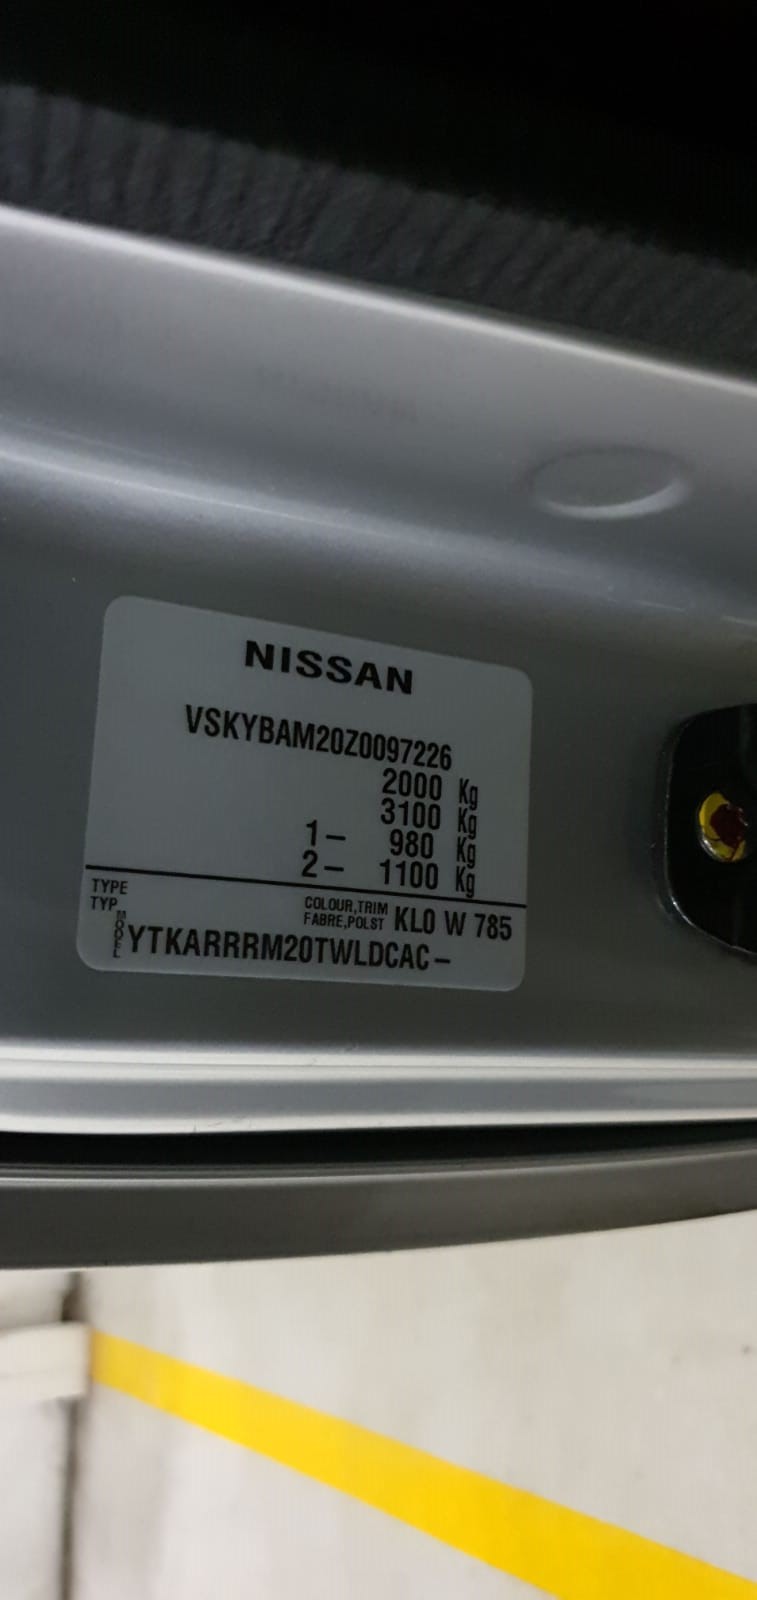 NISSAN
VSKYBAM20Z0097226
2000 Kg
3100 Kg
1- 980 Kg
2- 1100 Kg
TYPE
TYP
COLOUR,TRIM
FABRE,POLST KL0 W 785
MODEL YTKARRRM20TWLDCAC-